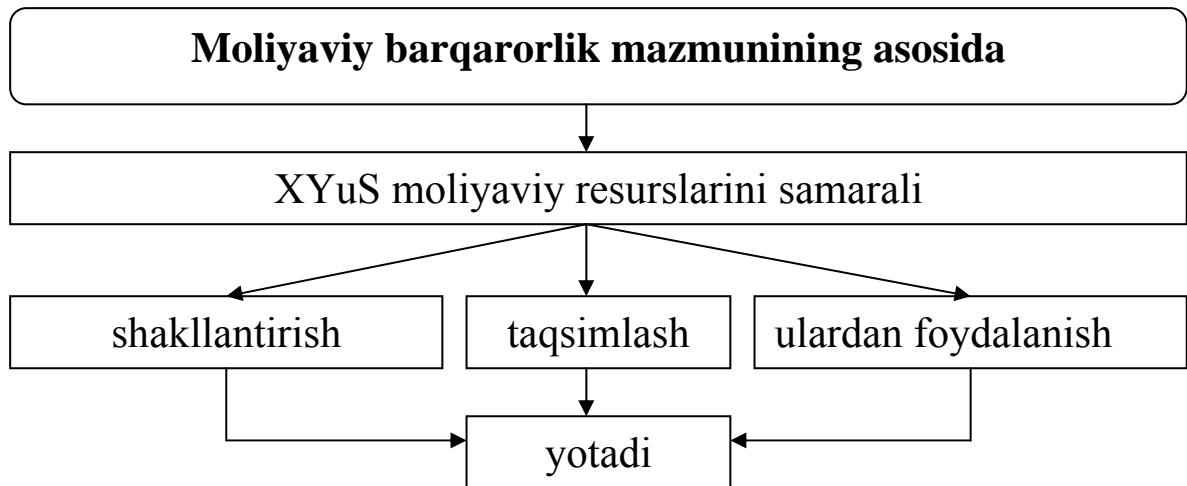 Moliyaviy barqarorlik mazmunining asosida
XYuS moliyaviy resurslarini samarali
shakllantirish
taqsimlash
ulardan foydalanish
yotadi